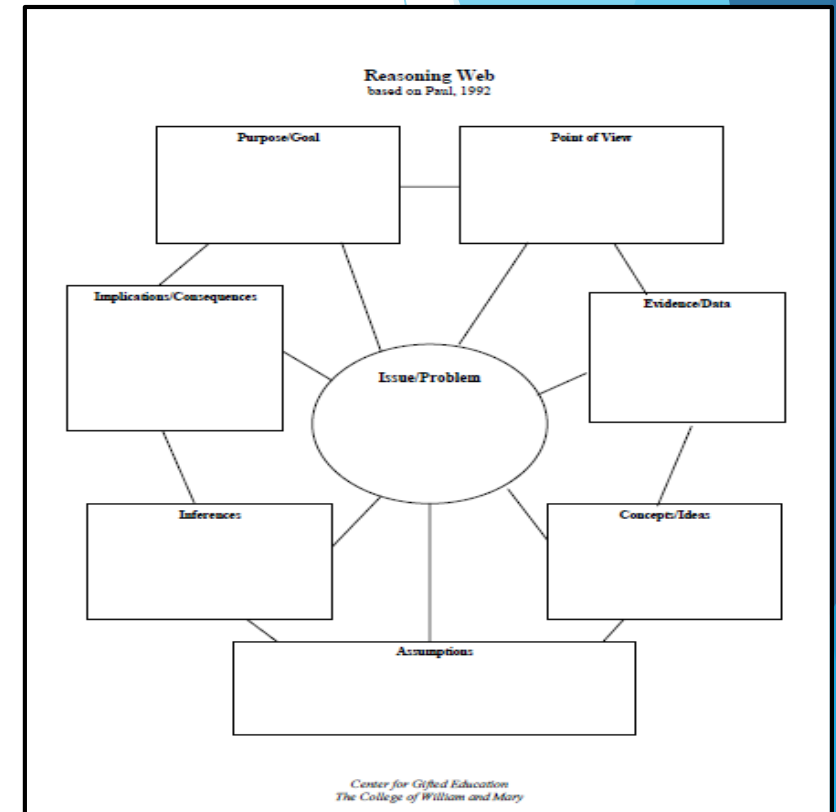 Reasoning Web
based on Paul, 1992
Purpose/Goal
Point of View
Implications/Consequences
Evidence/Data
Issue/Problem
Inferences
Concepts/Ideas
Assumptions
Center for Gifted Education
The College of William and Mary